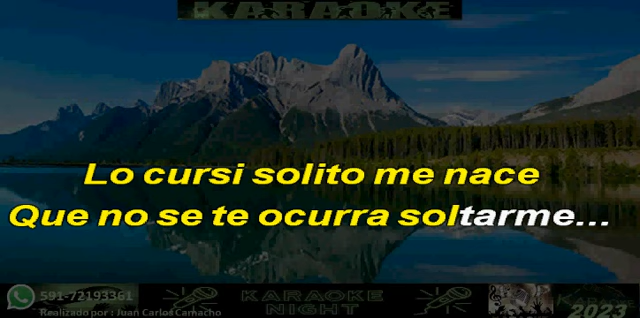 KARAOKE
Lo cursi solito me nace
Que no se te ocurra soltarme...
591-72193361
KARAOKE
NIGHT
KARAOKE
2023
Realizado por : Juan Carlos Camacho